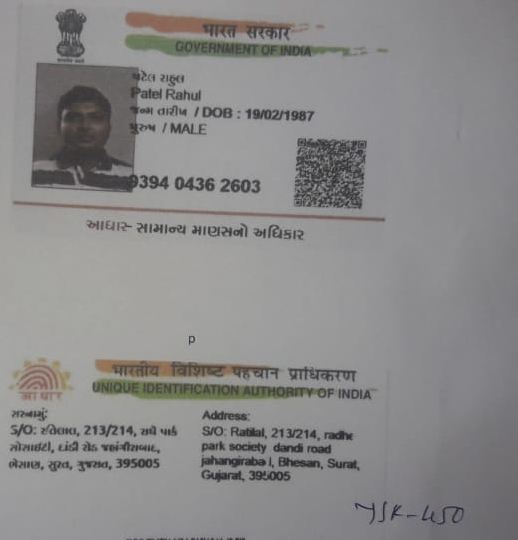 भारत सरकार
GOVERNMENT OF INDIA
પટેલ રાહુલ
Patel Rahul
જન્મ તારીખ / DOB : 19/02/1987
પુરુષ / MALE
9394 0436 2603
આધાર- સામાન્ય માણસનો અધિકાર
p
भारतीय विशिष्ट पहचान प्राधिकरण
UNIQUE IDENTIFICATION AUTHORITY OF INDIA
आधार
સરનામું:
S/O: રતિલાલ, 213/214, રાધે પાર્ક
સોસાઈટી, દાંડી રોડ જહાંગીરાબાદ,
ભેસાણ, સુરત, ગુજરાત, 395005
Address:
S/O: Ratilal, 213/214, radhe
park society dandi road
jahangiraba l, Bhesan, Surat,
Gujarat, 395005